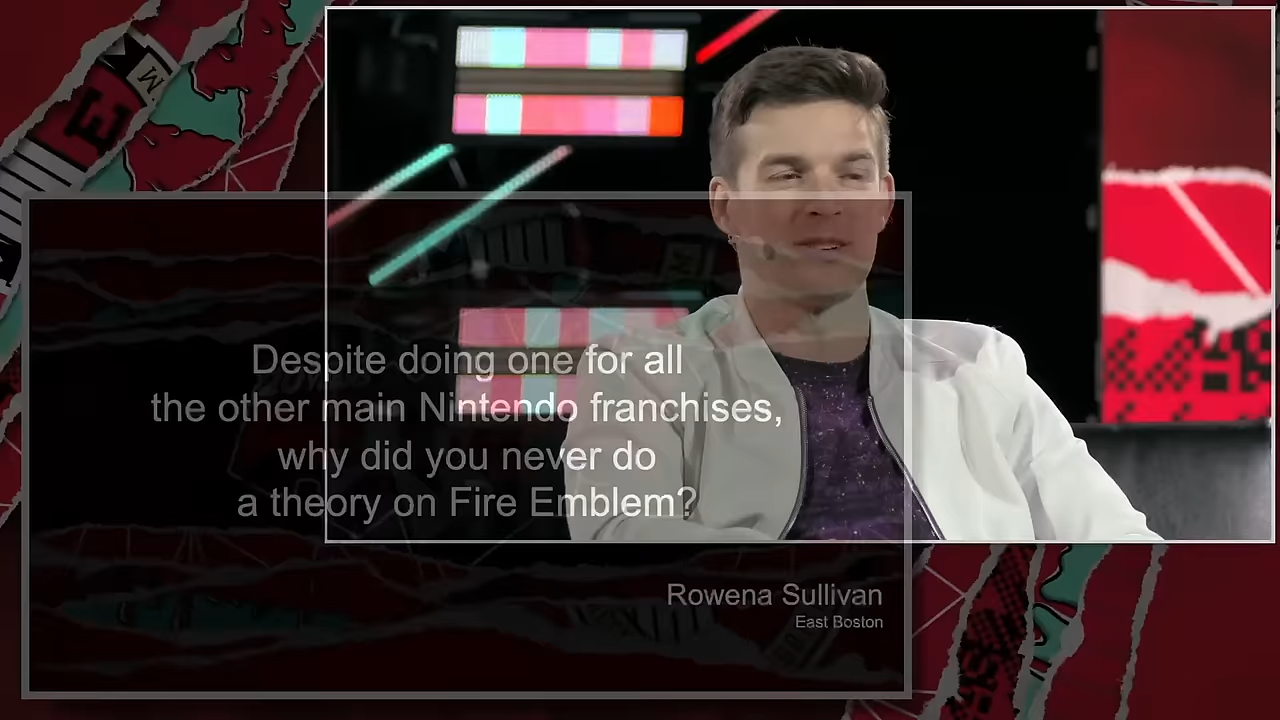 M
E
Despite doing one for all
the other main Nintendo franchises,
why did you never do
a theory on Fire Emblem?
Rowena Sullivan
East Boston